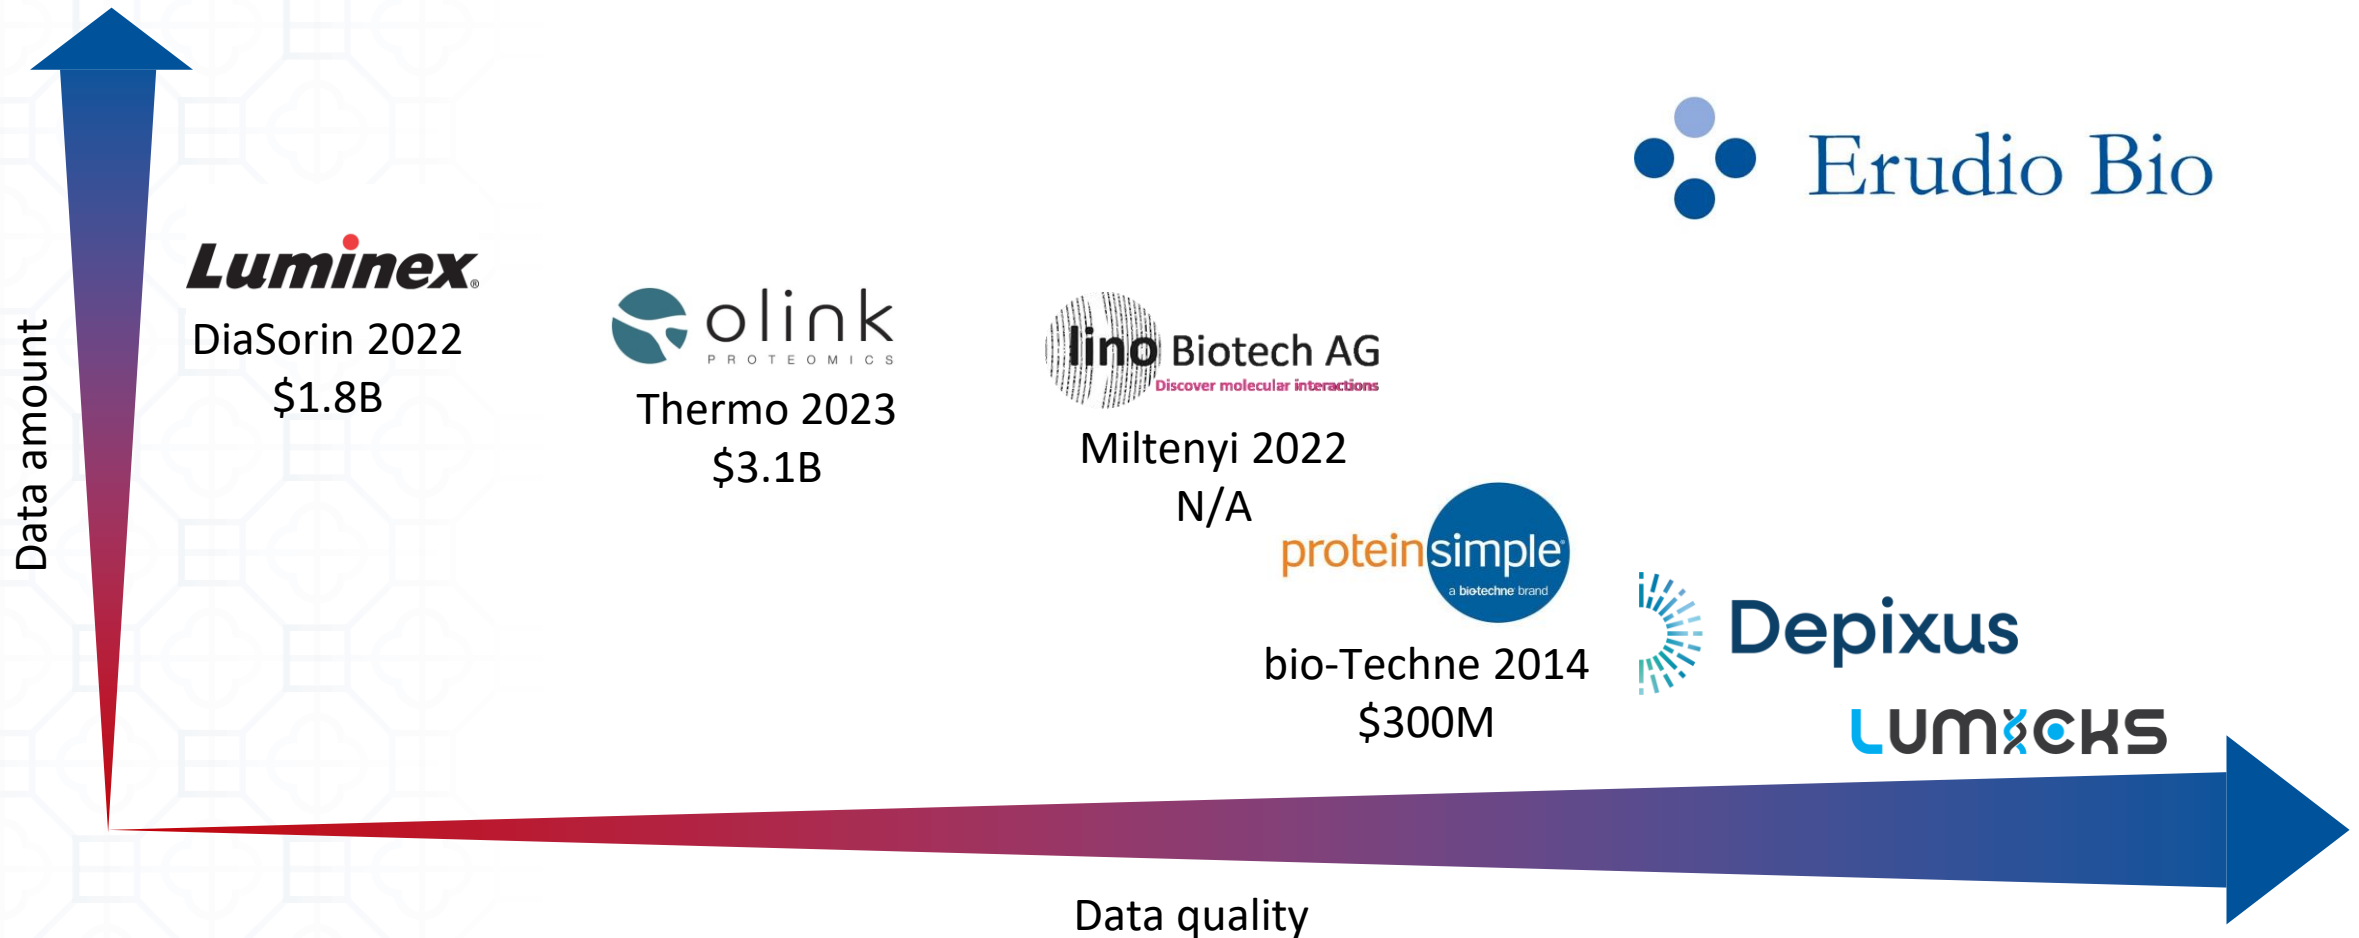 Data amount
Luminex®
DiaSorin 2022
$1.8B
olink
PROTEOMICS
Thermo 2023
$3.1B
lino Biotech AG
Discover molecular interactions
Miltenyi 2022
N/A
proteinsimple®
a biotechne brand
bio-Techne 2014
$300M
Erudio Bio
Depixus
LUMICKS
Data quality